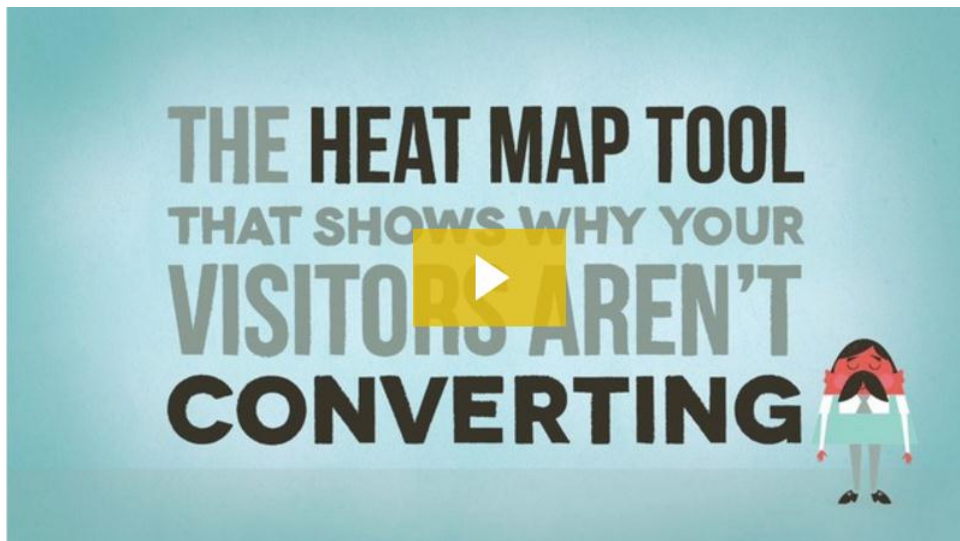 THE HEAT MAP TOOL
THAT SHOWS WHY YOUR
VISITORS AREN'T
CONVERTING